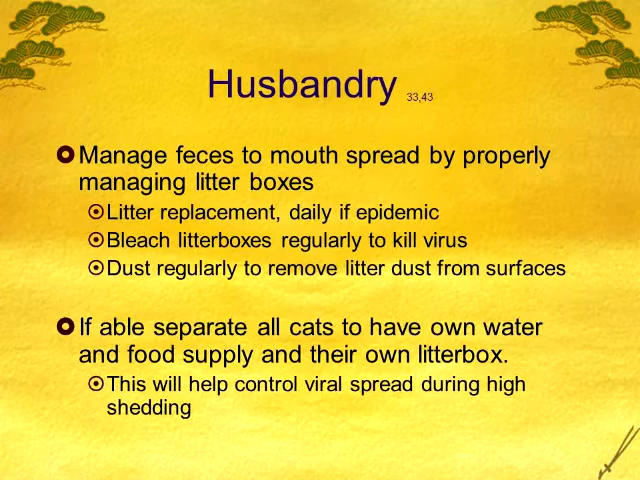 Husbandry 33,43
Manage feces to mouth spread by properly
managing litter boxes
Litter replacement, daily if epidemic
Bleach litterboxes regularly to kill virus
Dust regularly to remove litter dust from surfaces
If able separate all cats to have own water
and food supply and their own litterbox.
This will help control viral spread during high
shedding